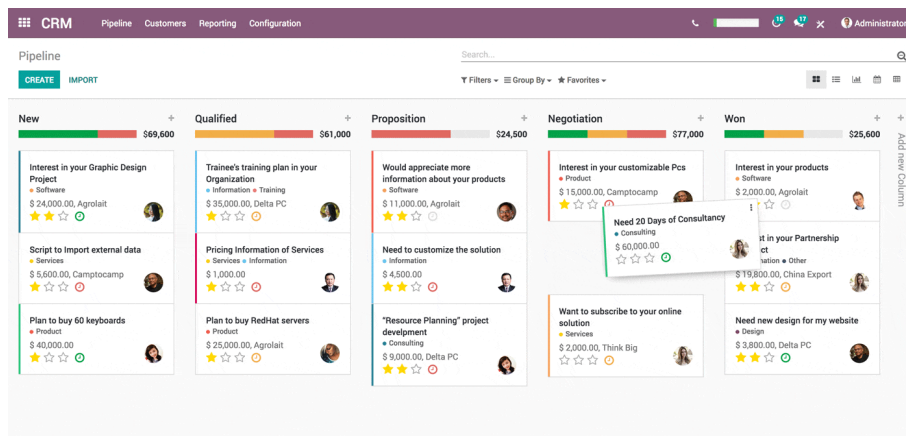 CRM Pipeline Customers Reporting Configuration 15 17 Administrator
Pipeline
Search...
CREATE IMPORT
Filters Group By Favorites
New
$69,600
Interest in your Graphic Design
Project
Software
$ 24,000.00, Agrolait
Script to Import external data
Services
$ 5,600.00, Camptocamp
Plan to buy 60 keyboards
Product
$ 40,000.00
Qualified
$61,000
Trainee's training plan in your
Organization
Information Training
$ 35,000.00, Delta PC
Pricing Information of Services
Services Information
$ 1,000.00
Plan to buy RedHat servers
Product
$ 25,000.00, Agrolait
Proposition
$24,500
Would appreciate more
information about your products
Software
$ 11,000.00, Agrolait
Need to customize the solution
Information
$ 4,500.00
"Resource Planning" project
develpment
Consulting
$ 9,000.00, Delta PC
Negotiation
$77,000
Interest in your customizable Pcs
Product
$ 15,000.00, Camptocamp
Need 20 Days of Consultancy
Consulting
$ 60,000.00
Want to subscribe to your online
solution
Services
$ 2,000.00, Think Big
Won
$25,600
Interest in your products
Software
$ 2,000.00, Agrolait
in your Partnership
Other
$ 19,800.00, China Export
Need new design for my website
Design
$ 3,800.00, Delta PC
Add new Column